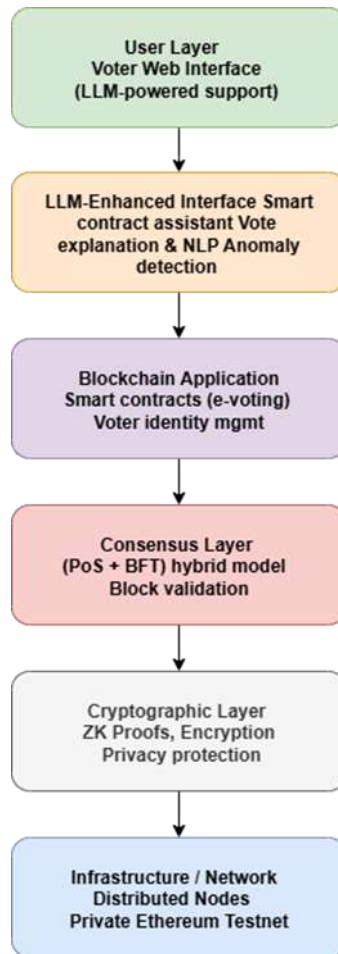 User Layer
Voter Web Interface
(LLM-powered support)
LLM-Enhanced Interface Smart
contract assistant Vote
explanation & NLP Anomaly
detection
Blockchain Application
Smart contracts (e-voting)
Voter identity mgmt
Consensus Layer
(PoS + BFT) hybrid model
Block validation
Cryptographic Layer
ZK Proofs, Encryption
Privacy protection
Infrastructure / Network
Distributed Nodes
Private Ethereum Testnet